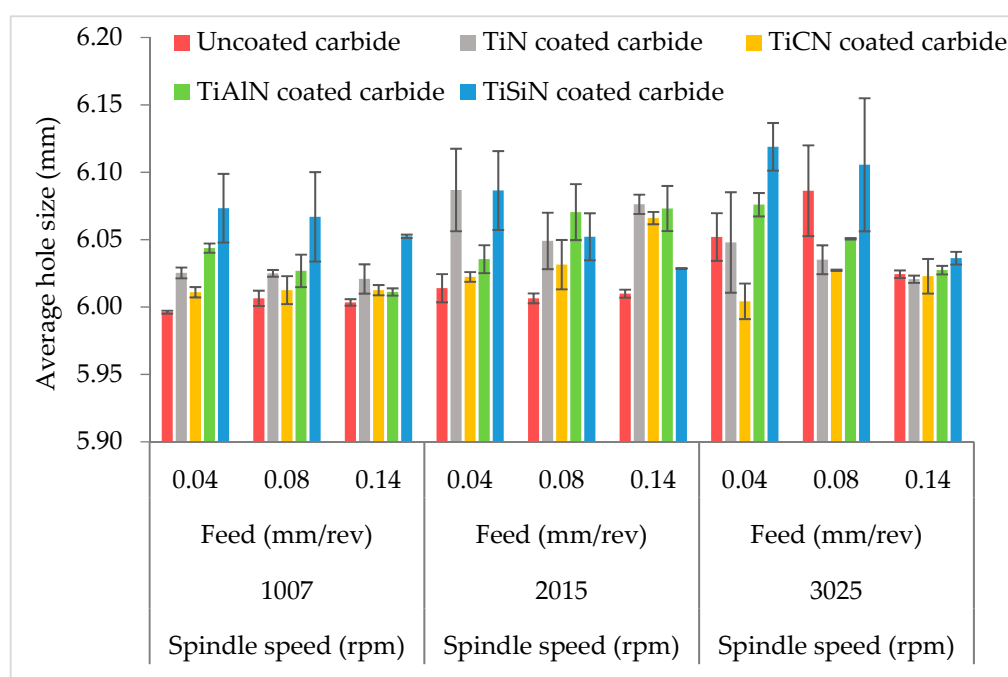 6.20
6.15
6.10
6.05
6.00
5.95
5.90
Average hole size (mm)
Uncoated carbide TiN coated carbide TiCN coated carbide
TiAlN coated carbide TiSiN coated carbide
0.04 0.08 0.14 0.04 0.08 0.14 0.04 0.08 0.14
Feed (mm/rev) Feed (mm/rev) Feed (mm/rev)
1007 2015 3025
Spindle speed (rpm) Spindle speed (rpm) Spindle speed (rpm)